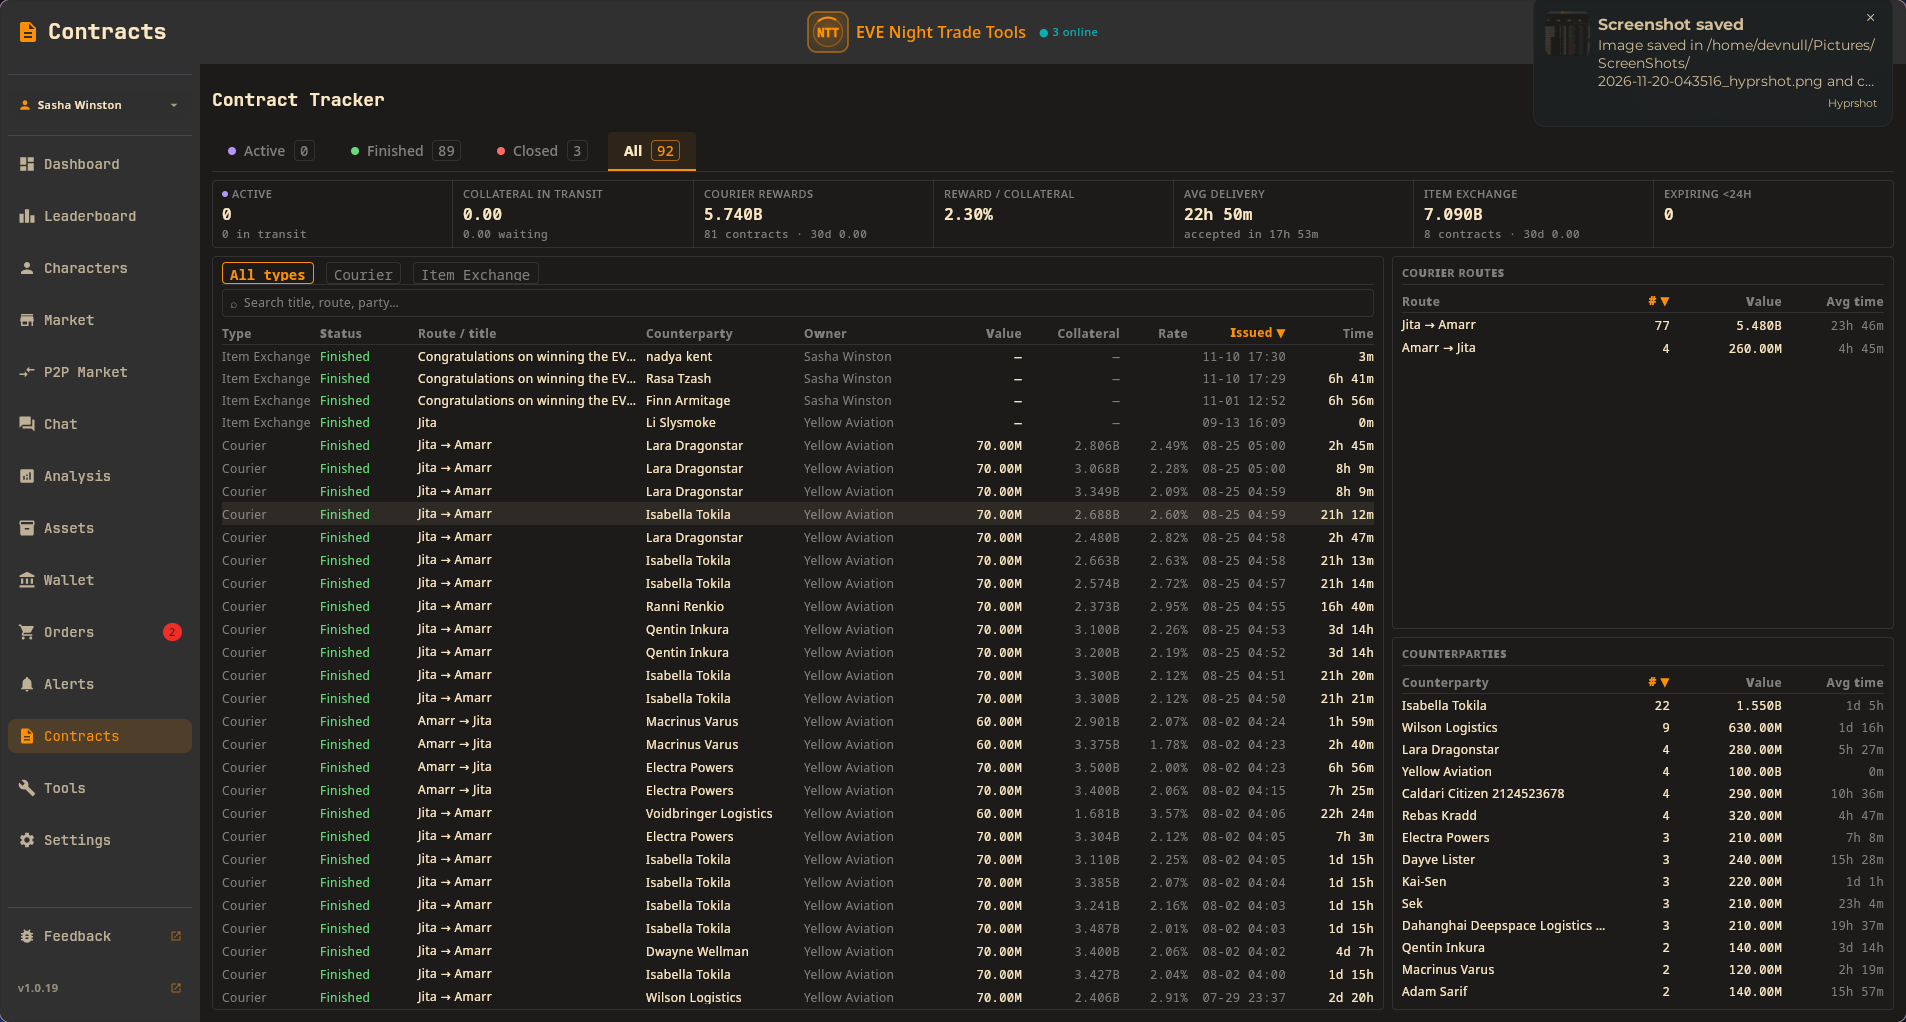 Contracts
NTT EVE Night Trade Tools 3 online
Screenshot saved
Image saved in /home/devnull/Pictures/
ScreenShots/
2026-11-20-043516_hyprshot.png and c...
Hyprshot
Sasha Winston
Dashboard
Leaderboard
Characters
Market
P2P Market
Chat
Analysis
Assets
Wallet
Orders 2
Alerts
Contracts
Tools
Settings
Feedback
v1.0.19
Contract Tracker
Active 0 Finished 89 Closed 3 All 92
ACTIVE
0
0 in transit
COLLATERAL IN TRANSIT
0.00
0.00 waiting
COURIER REWARDS
5.740B
81 contracts · 30d 0.00
REWARD / COLLATERAL
2.30%
AVG DELIVERY
22h 50m
accepted in 17h 53m
ITEM EXCHANGE
7.090B
8 contracts · 30d 0.00
EXPIRING <24H
0
All types Courier Item Exchange
Search title, route, party...
Type Status Route / title Counterparty Owner Value Collateral Rate Issued ▼ Time
Item Exchange Finished Congratulations on winning the EV... nadya kent Sasha Winston — — 11-10 17:30 3m
Item Exchange Finished Congratulations on winning the EV... Rasa Tzash Sasha Winston — — 11-10 17:29 6h 41m
Item Exchange Finished Congratulations on winning the EV... Finn Armitage Sasha Winston — — 11-01 12:52 6h 56m
Item Exchange Finished Jita Li Slysmoke Yellow Aviation — — 09-13 16:09 0m
Courier Finished Jita → Amarr Lara Dragonstar Yellow Aviation 70.00M 2.806B 2.49% 08-25 05:00 2h 45m
Courier Finished Jita → Amarr Lara Dragonstar Yellow Aviation 70.00M 3.068B 2.28% 08-25 05:00 8h 9m
Courier Finished Jita → Amarr Lara Dragonstar Yellow Aviation 70.00M 3.349B 2.09% 08-25 04:59 8h 9m
Courier Finished Jita → Amarr Isabella Tokila Yellow Aviation 70.00M 2.688B 2.60% 08-25 04:59 21h 12m
Courier Finished Jita → Amarr Lara Dragonstar Yellow Aviation 70.00M 2.480B 2.82% 08-25 04:58 2h 47m
Courier Finished Jita → Amarr Isabella Tokila Yellow Aviation 70.00M 2.663B 2.63% 08-25 04:58 21h 13m
Courier Finished Jita → Amarr Isabella Tokila Yellow Aviation 70.00M 2.574B 2.72% 08-25 04:57 21h 14m
Courier Finished Jita → Amarr Ranni Renkio Yellow Aviation 70.00M 2.373B 2.95% 08-25 04:55 16h 40m
Courier Finished Jita → Amarr Qentin Inkura Yellow Aviation 70.00M 3.100B 2.26% 08-25 04:53 3d 14h
Courier Finished Jita → Amarr Qentin Inkura Yellow Aviation 70.00M 3.200B 2.19% 08-25 04:52 3d 14h
Courier Finished Jita → Amarr Isabella Tokila Yellow Aviation 70.00M 3.300B 2.12% 08-25 04:51 21h 20m
Courier Finished Jita → Amarr Isabella Tokila Yellow Aviation 70.00M 3.300B 2.12% 08-25 04:50 21h 21m
Courier Finished Amarr → Jita Macrinus Varus Yellow Aviation 60.00M 2.901B 2.07% 08-02 04:24 1h 59m
Courier Finished Amarr → Jita Macrinus Varus Yellow Aviation 60.00M 3.375B 1.78% 08-02 04:23 2h 40m
Courier Finished Amarr → Jita Electra Powers Yellow Aviation 70.00M 3.500B 2.00% 08-02 04:23 6h 56m
Courier Finished Amarr → Jita Electra Powers Yellow Aviation 70.00M 3.400B 2.06% 08-02 04:15 7h 25m
Courier Finished Jita → Amarr Voidbringer Logistics Yellow Aviation 60.00M 1.681B 3.57% 08-02 04:06 22h 24m
Courier Finished Jita → Amarr Electra Powers Yellow Aviation 70.00M 3.304B 2.12% 08-02 04:05 7h 3m
Courier Finished Jita → Amarr Isabella Tokila Yellow Aviation 70.00M 3.110B 2.25% 08-02 04:05 1d 15h
Courier Finished Jita → Amarr Isabella Tokila Yellow Aviation 70.00M 3.385B 2.07% 08-02 04:04 1d 15h
Courier Finished Jita → Amarr Isabella Tokila Yellow Aviation 70.00M 3.241B 2.16% 08-02 04:03 1d 15h
Courier Finished Jita → Amarr Isabella Tokila Yellow Aviation 70.00M 3.487B 2.01% 08-02 04:03 1d 15h
Courier Finished Jita → Amarr Dwayne Wellman Yellow Aviation 70.00M 3.400B 2.06% 08-02 04:02 4d 7h
Courier Finished Jita → Amarr Isabella Tokila Yellow Aviation 70.00M 3.427B 2.04% 08-02 04:00 1d 15h
Courier Finished Jita → Amarr Wilson Logistics Yellow Aviation 70.00M 2.406B 2.91% 07-29 23:37 2d 20h
COURIER ROUTES
Route # ▼ Value Avg time
Jita → Amarr 77 5.480B 23h 46m
Amarr → Jita 4 260.00M 4h 45m
COUNTERPARTIES
Counterparty # ▼ Value Avg time
Isabella Tokila 22 1.550B 1d 5h
Wilson Logistics 9 630.00M 1d 16h
Lara Dragonstar 4 280.00M 5h 27m
Yellow Aviation 4 100.00B 0m
Caldari Citizen 2124523678 4 290.00M 10h 36m
Rebas Kradd 4 320.00M 4h 47m
Electra Powers 3 210.00M 7h 8m
Dayve Lister 3 240.00M 15h 28m
Kai-Sen 3 220.00M 1d 1h
Sek 3 210.00M 23h 4m
Dahanghai Deepspace Logistics ... 3 210.00M 19h 37m
Qentin Inkura 2 140.00M 3d 14h
Macrinus Varus 2 120.00M 2h 19m
Adam Sarif 2 140.00M 15h 57m